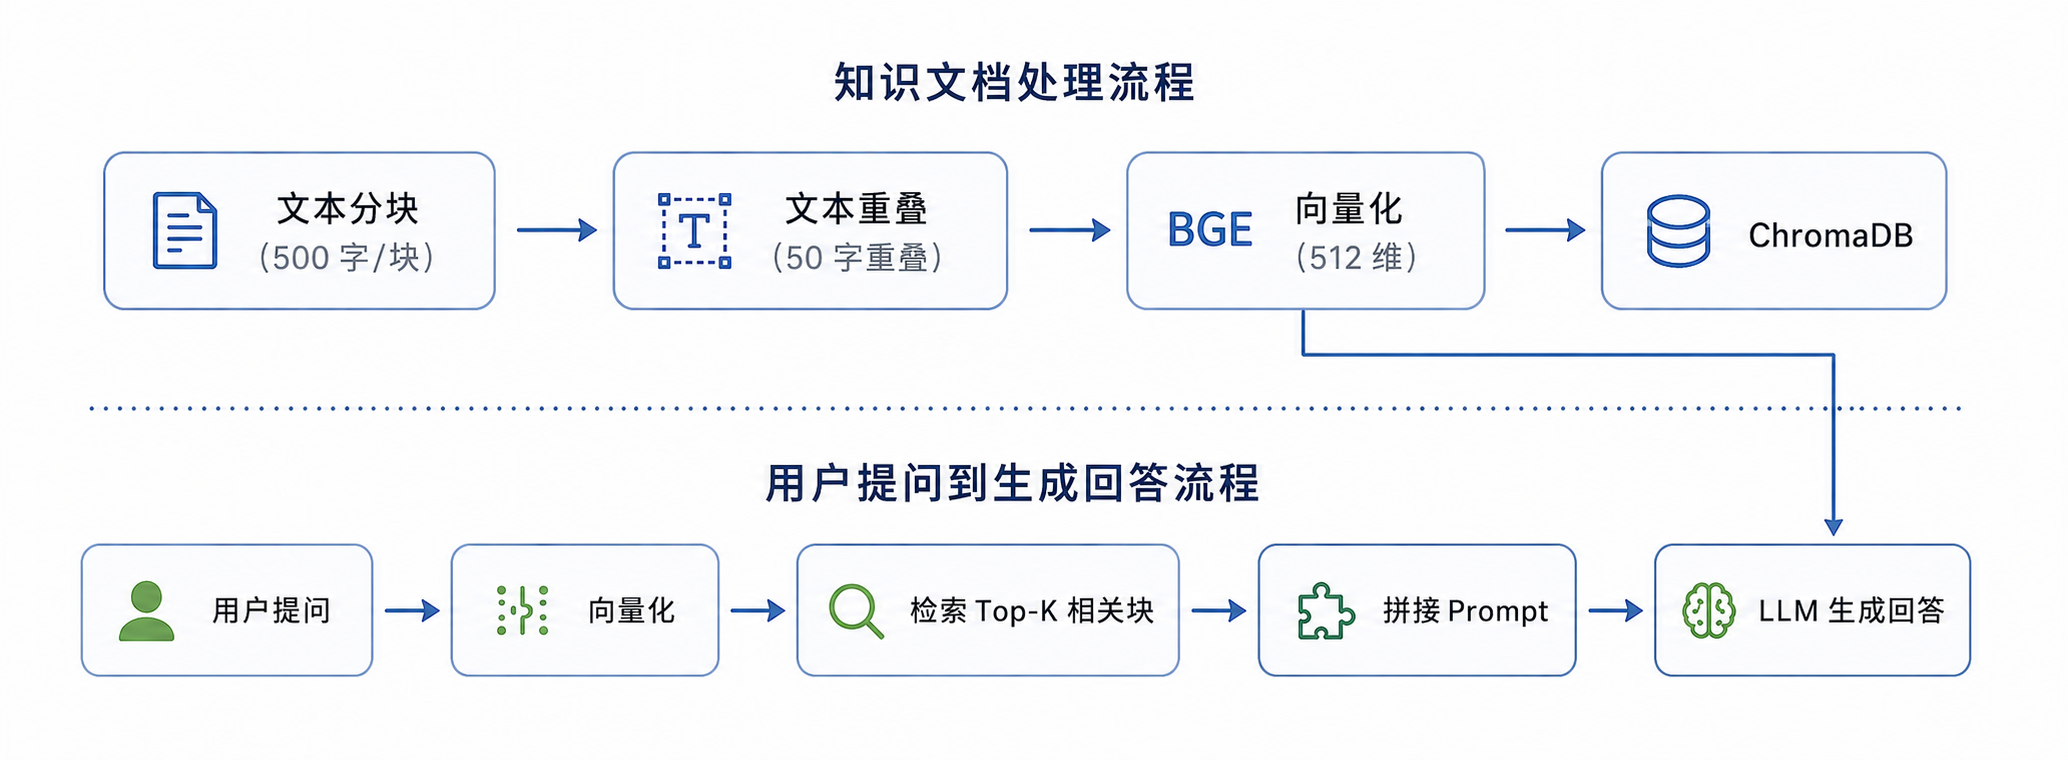 知识文档处理流程
文本分块
（500 字/块）
T
文本重叠
（50 字重叠）
BGE
向量化
（512 维）
ChromaDB
用户提问到生成回答流程
用户提问
向量化
检索 Top-K 相关块
拼接 Prompt
LLM 生成回答